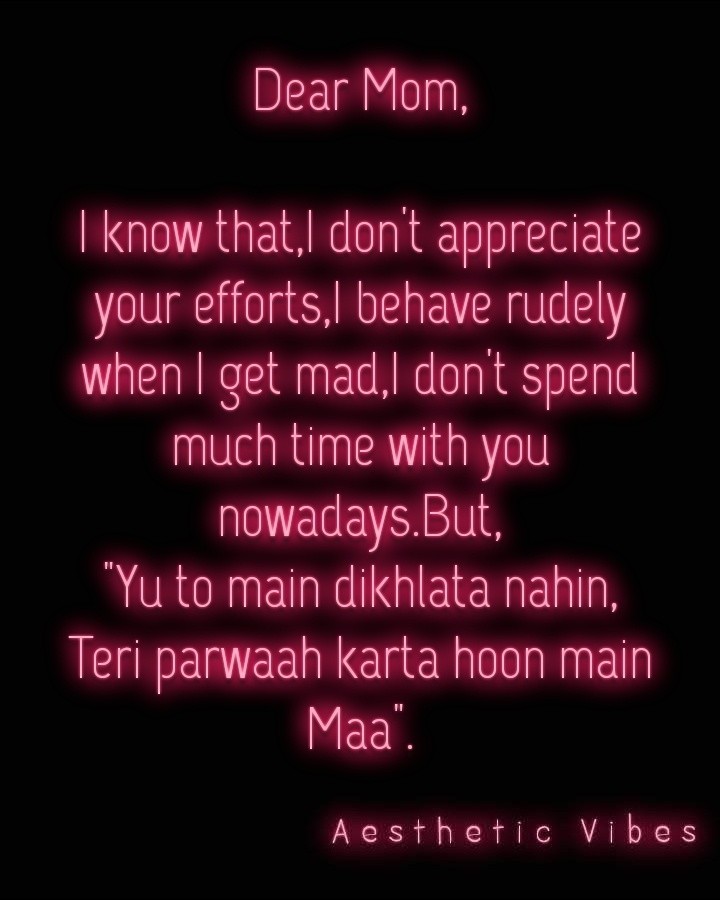 Dear Mom,
I know that,I don't appreciate
your efforts,I behave rudely
when I get mad,I don't spend
much time with you
nowadays.But,
"Yu to main dikhlata nahin,
Teri parwaah karta hoon main
Maa".
Aesthetic Vibes